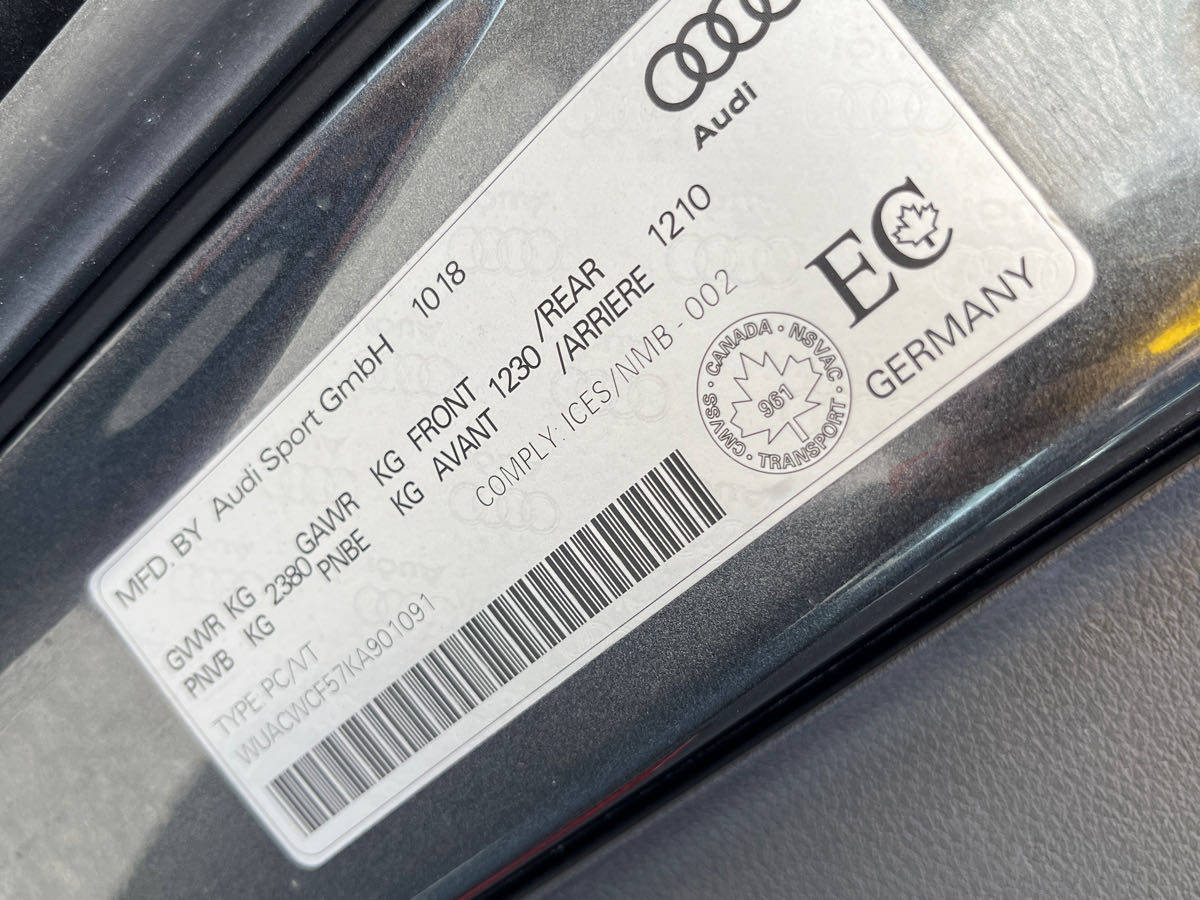 Audi
MFD. BY Audi Sport GmbH 10 18
GVWR KG 2380 GAWR KG FRONT 1230 /REAR 1210
PNVB KG PNBE KG AVANT /ARRIERE
TYPE: PC/VT COMPLY: ICES/NMB - 002
WUACWCF57KA901091
CANADA · NSVAC · TRANSPORT · CMVSS ·
961
EC
GERMANY